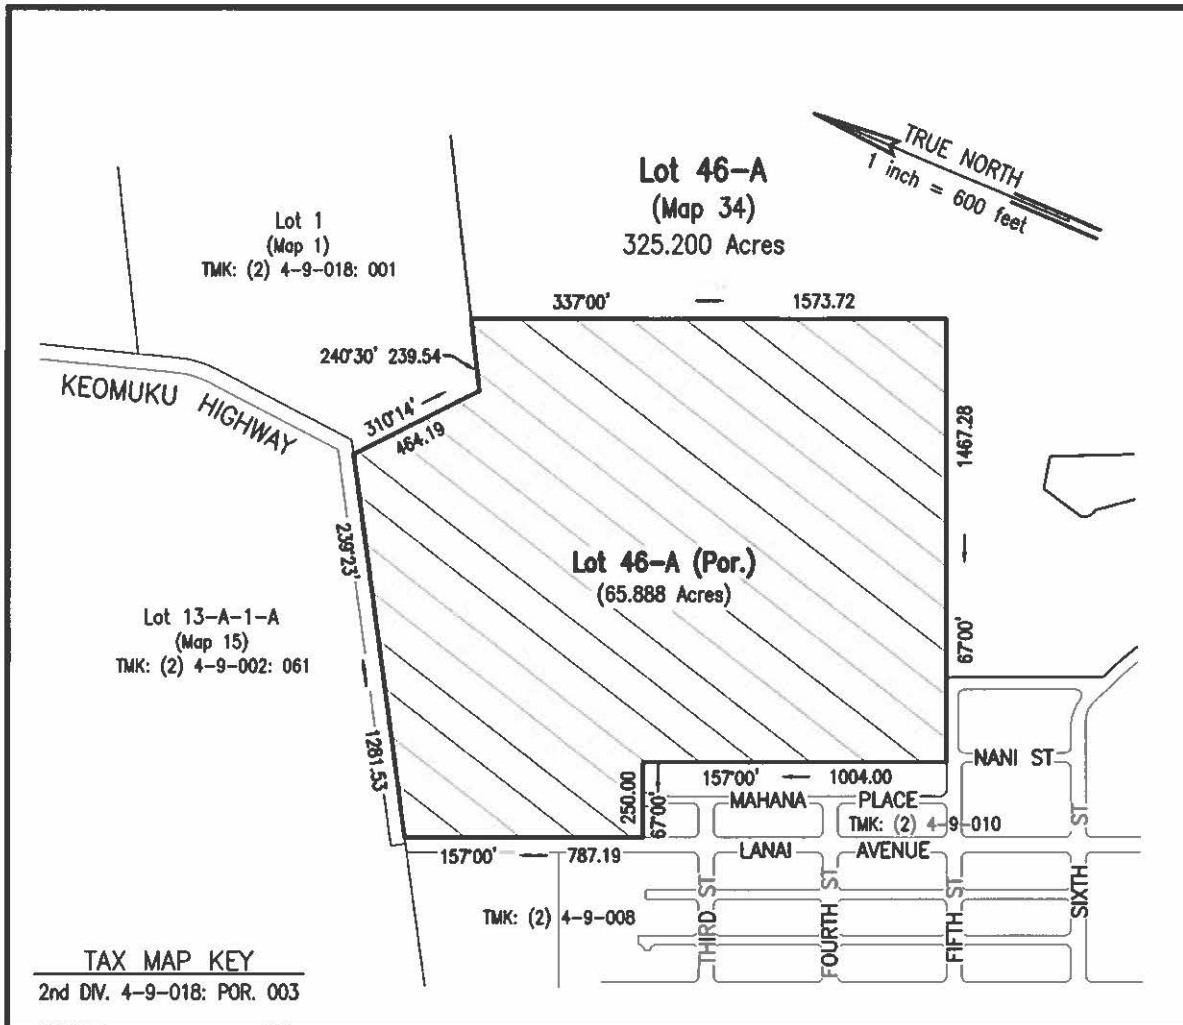 Lot 46-A
(Map 34)
325.200 Acres
TRUE NORTH
1 inch = 600 feet
Lot 1
(Map 1)
TMK: (2) 4-9-018: 001
337°00'
1573.72
240°30' 239.54
KEOMUKU HIGHWAY
310°14'
464.19
1467.28
67°00'
239°23'
1281.53
Lot 46-A (Por.)
(65.888 Acres)
Lot 13-A-1-A
(Map 15)
TMK: (2) 4-9-002: 061
NANI ST
250.00
67°00'
157°00'
1004.00
MAHANA PLACE
TMK: (2) 4-9-010
LANAI AVENUE
157°00'
787.19
TMK: (2) 4-9-008
THIRD ST
FOURTH ST
FIFTH ST
SIXTH ST
TAX MAP KEY
2nd DIV. 4-9-018: POR. 003